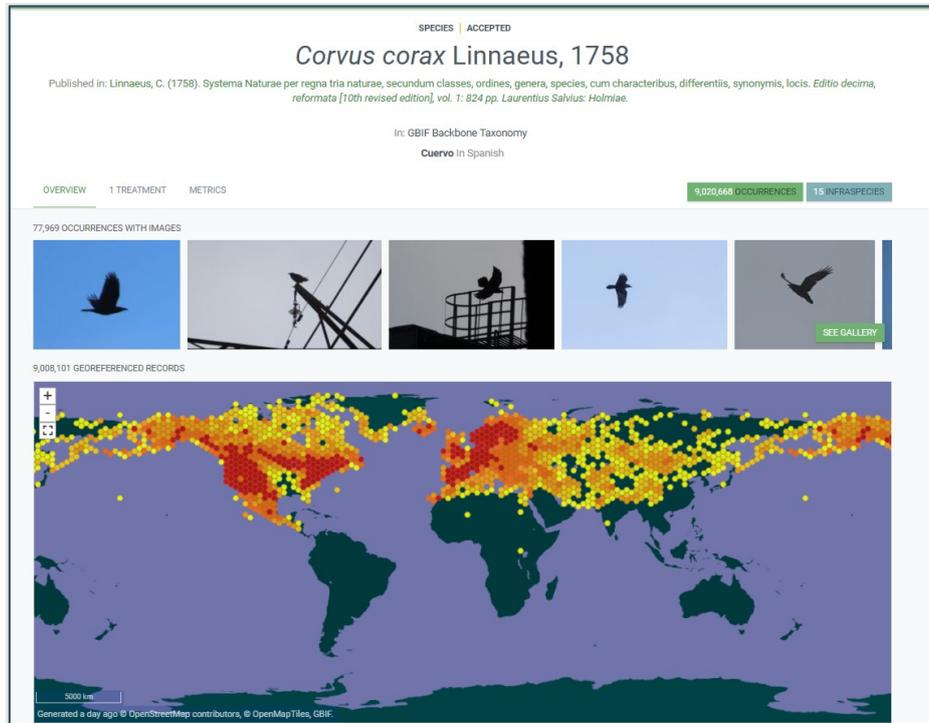 SPECIES | ACCEPTED
Corvus corax Linnaeus, 1758
Published in: Linnaeus, C. (1758). Systema Naturae per regna tria naturae, secundum classes, ordines, genera, species, cum characteribus, differentiis, synonymis, locis. Editio decima,
reformata [10th revised edition], vol. 1: 824 pp. Laurentius Salvius: Holmiae.
In: GBIF Backbone Taxonomy
Cuervo In Spanish
OVERVIEW 1 TREATMENT METRICS 9,020,668 OCCURRENCES 15 INFRASPECIES
77,969 OCCURRENCES WITH IMAGES
SEE GALLERY
9,008,101 GEOREFERENCED RECORDS
+
-
5000 km
Generated a day ago © OpenStreetMap contributors, © OpenMapTiles, GBIF.